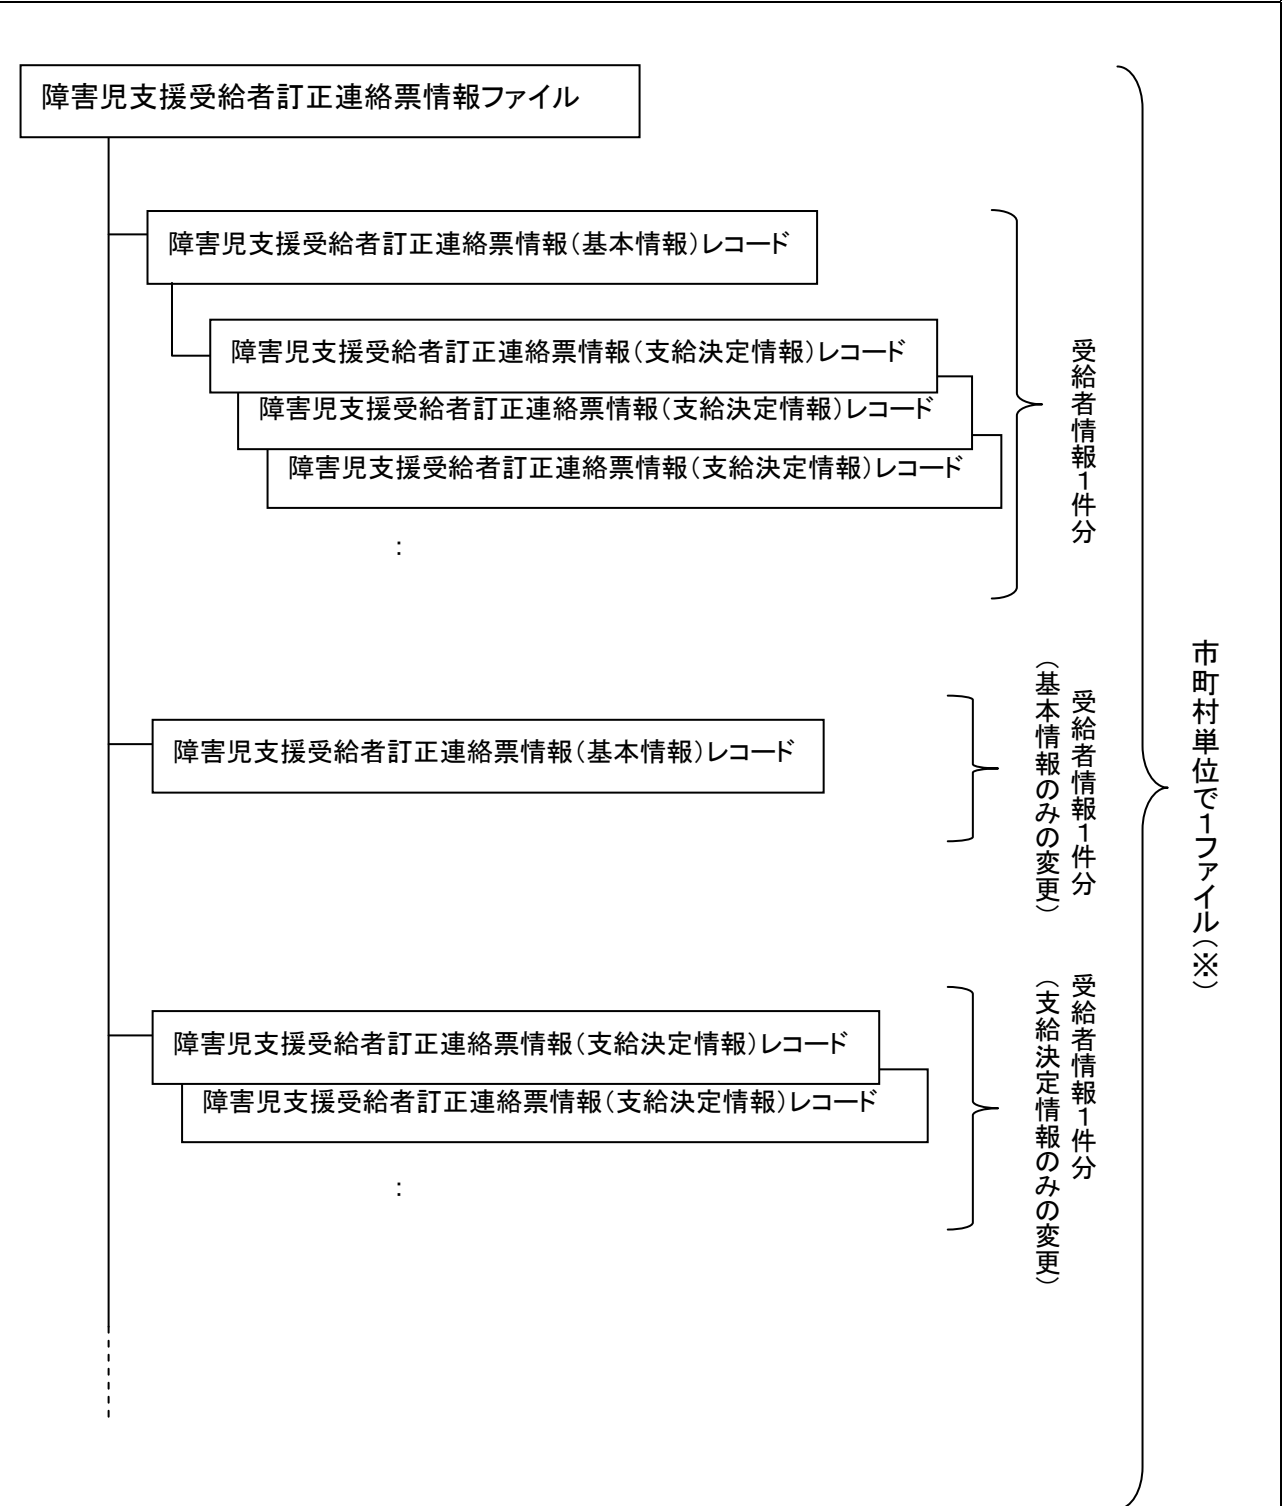 障害児支援受給者訂正連絡票情報ファイル
障害児支援受給者訂正連絡票情報（基本情報）レコード
障害児支援受給者訂正連絡票情報（支給決定情報）レコード
障害児支援受給者訂正連絡票情報（支給決定情報）レコード
障害児支援受給者訂正連絡票情報（支給決定情報）レコード
：
受給者情報１件分
障害児支援受給者訂正連絡票情報（基本情報）レコード
受給者情報１件分
（基本情報のみの変更）
障害児支援受給者訂正連絡票情報（支給決定情報）レコード
障害児支援受給者訂正連絡票情報（支給決定情報）レコード
：
受給者情報１件分
（支給決定情報のみの変更）
市町村単位で１ファイル（※）